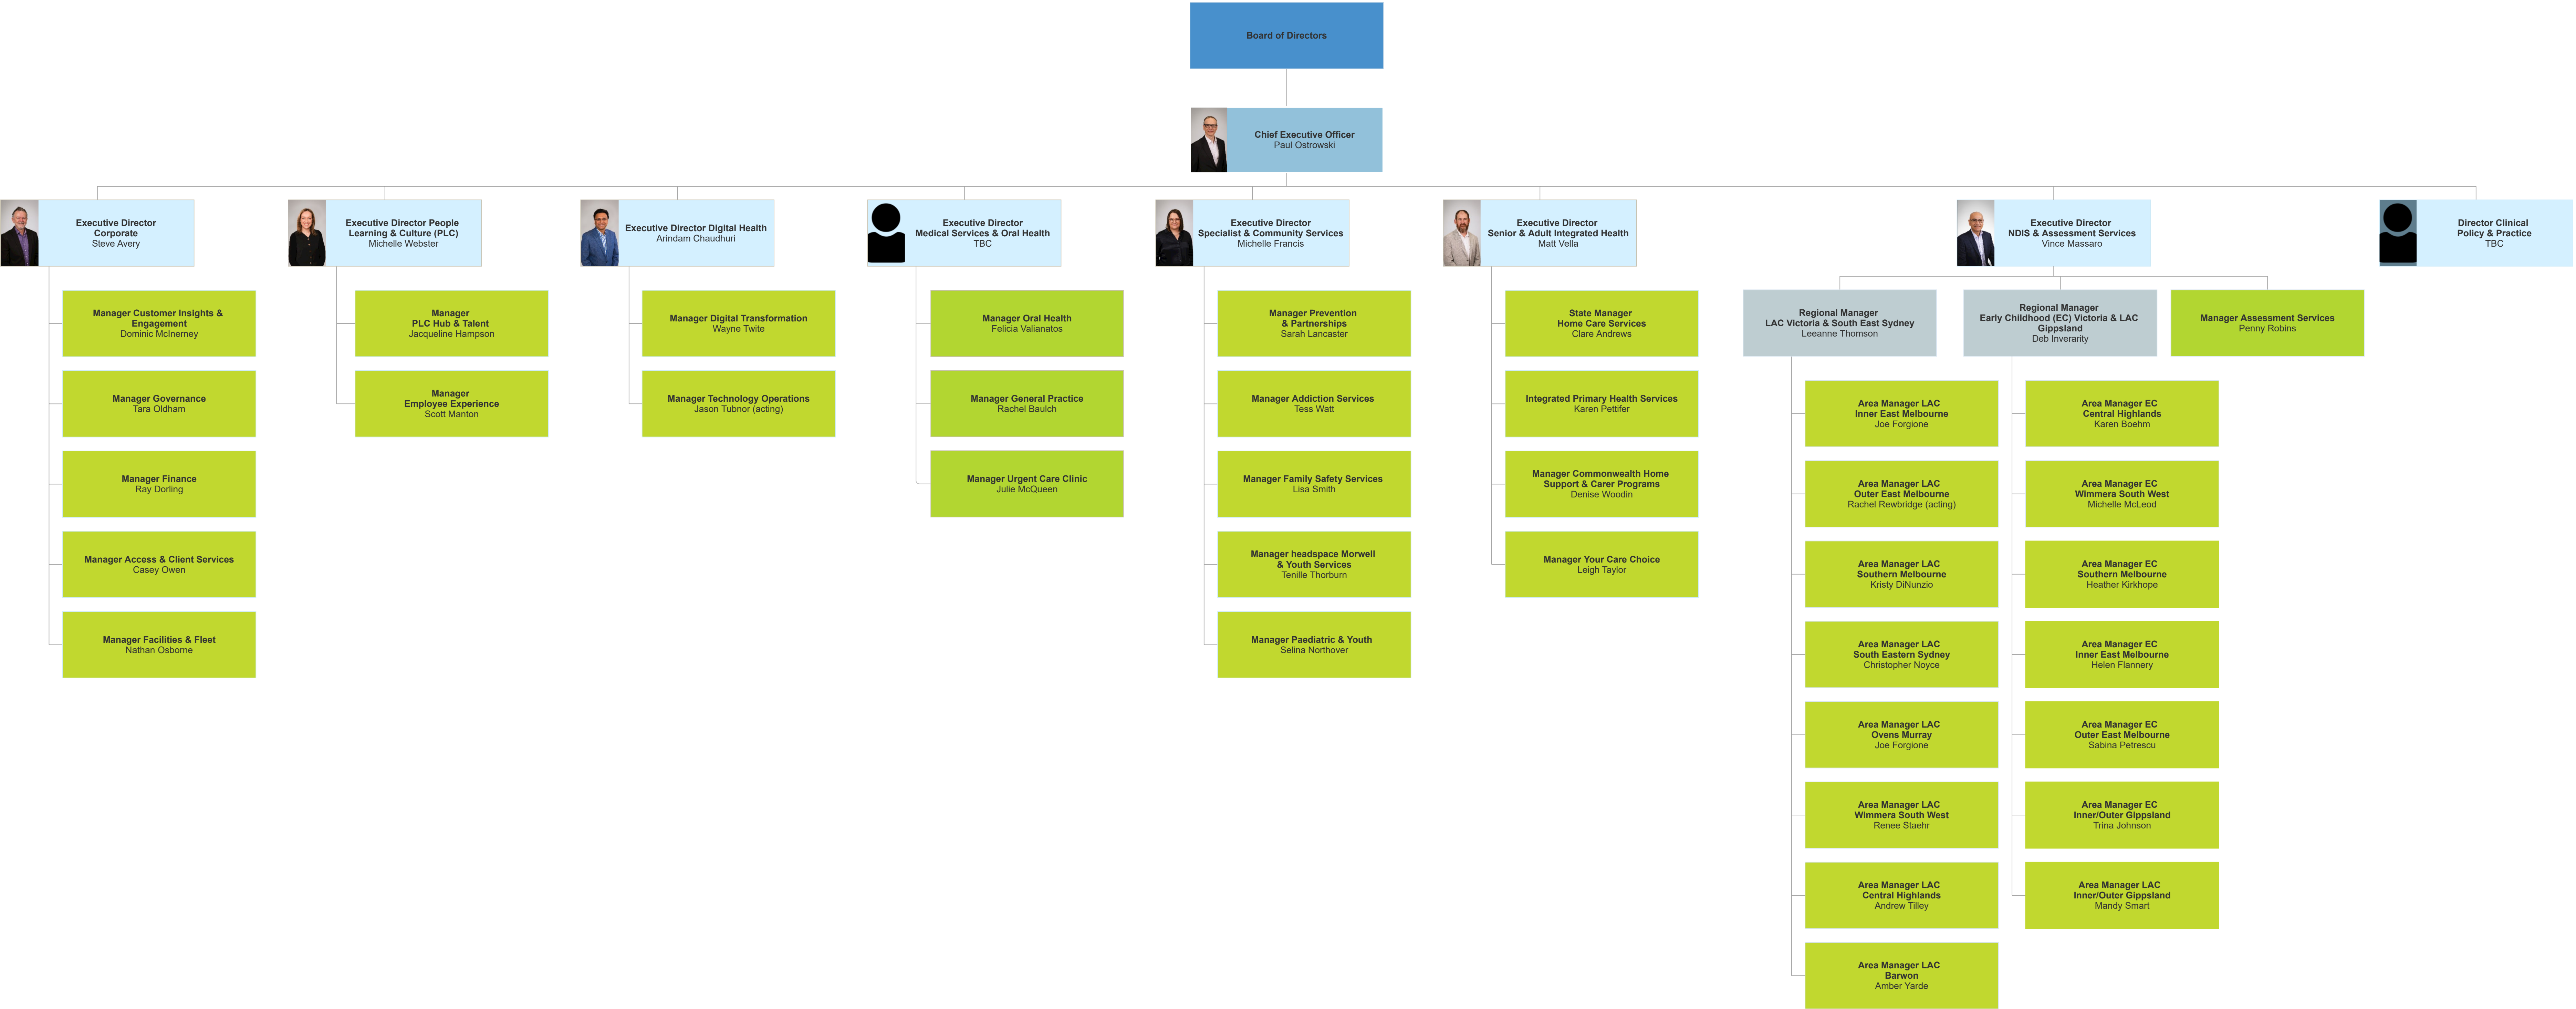 Board of Directors
Chief Executive Officer
Paul Ostrowski
Executive Director
Corporate
Steve Avery
Executive Director People
Learning & Culture (PLC)
Michelle Webster
Executive Director Digital Health
Arindam Chaudhuri
Executive Director
Medical Services & Oral Health
TBC
Executive Director
Specialist & Community Services
Michelle Francis
Executive Director
Senior & Adult Integrated Health
Matt Vella
Executive Director
NDIS & Assessment Services
Vince Massaro
Director Clinical
Policy & Practice
TBC
Manager Customer Insights &
Engagement
Dominic McInerney
Manager Governance
Tara Oldham
Manager Finance
Ray Dorling
Manager Access & Client Services
Casey Owen
Manager Facilities & Fleet
Nathan Osborne
Manager
PLC Hub & Talent
Jacqueline Hampson
Manager
Employee Experience
Scott Manton
Manager Digital Transformation
Wayne Twite
Manager Technology Operations
Jason Tubnor (acting)
Manager Oral Health
Felicia Valianatos
Manager General Practice
Rachel Baulch
Manager Urgent Care Clinic
Julie McQueen
Manager Prevention
& Partnerships
Sarah Lancaster
Manager Addiction Services
Tess Watt
Manager Family Safety Services
Lisa Smith
Manager headspace Morwell
& Youth Services
Tenille Thorburn
Manager Paediatric & Youth
Selina Northover
State Manager
Home Care Services
Clare Andrews
Integrated Primary Health Services
Karen Pettifer
Manager Commonwealth Home
Support & Carer Programs
Denise Woodin
Manager Your Care Choice
Leigh Taylor
Regional Manager
LAC Victoria & South East Sydney
Leeanne Thomson
Area Manager LAC
Inner East Melbourne
Joe Forgione
Area Manager LAC
Outer East Melbourne
Rachel Rewbridge (acting)
Area Manager LAC
Southern Melbourne
Kristy DiNunzio
Area Manager LAC
South Eastern Sydney
Christopher Noyce
Area Manager LAC
Ovens Murray
Joe Forgione
Area Manager LAC
Wimmera South West
Renee Staehr
Area Manager LAC
Central Highlands
Andrew Tilley
Area Manager LAC
Barwon
Amber Yarde
Regional Manager
Early Childhood (EC) Victoria & LAC
Gippsland
Deb Inverarity
Area Manager EC
Central Highlands
Karen Boehm
Area Manager EC
Wimmera South West
Michelle McLeod
Area Manager EC
Southern Melbourne
Heather Kirkhope
Area Manager EC
Inner East Melbourne
Helen Flannery
Area Manager EC
Outer East Melbourne
Sabina Petrescu
Area Manager EC
Inner/Outer Gippsland
Trina Johnson
Area Manager LAC
Inner/Outer Gippsland
Mandy Smart
Manager Assessment Services
Penny Robins